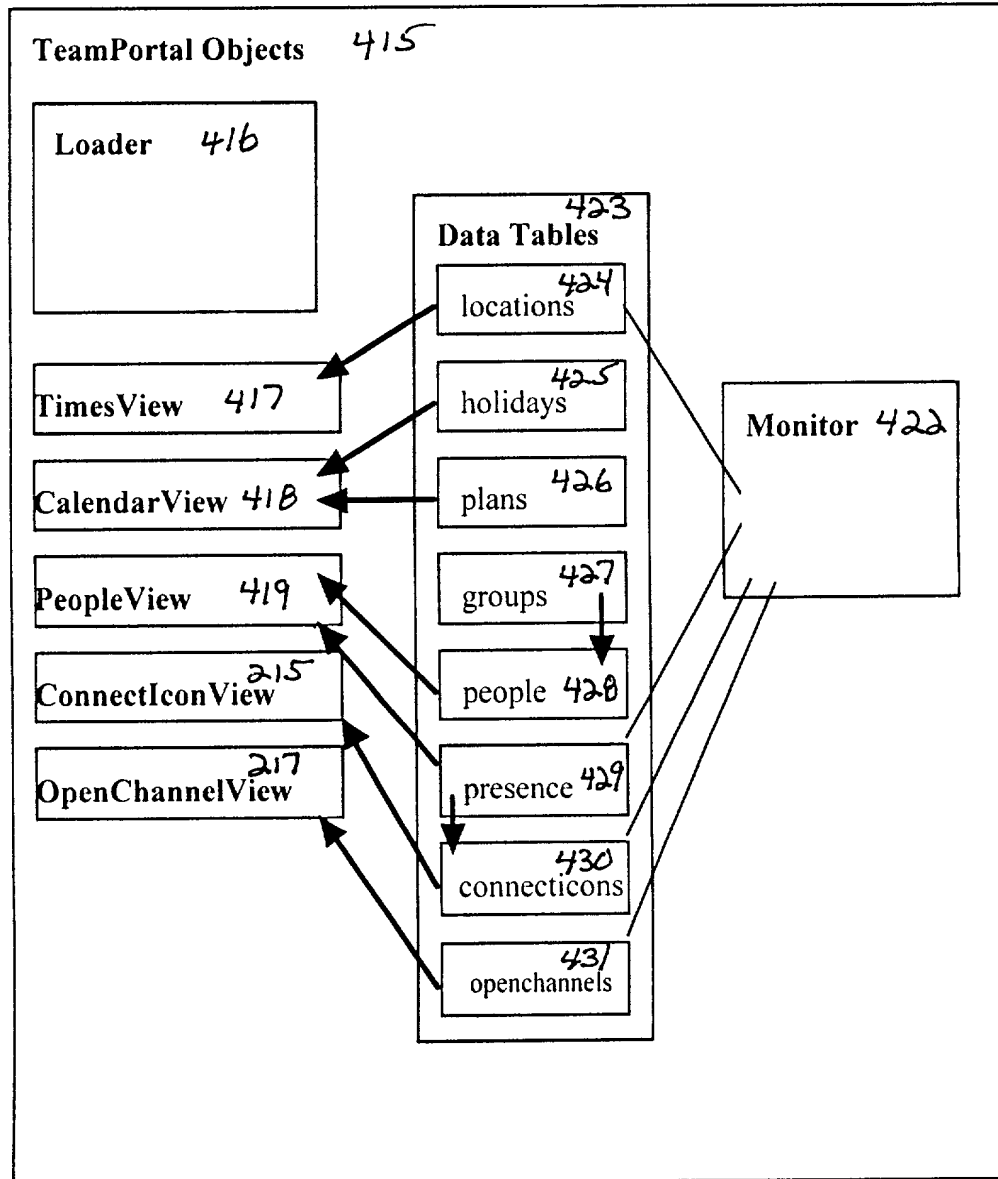 TeamPortal Objects 415
Loader 416
423
Data Tables
424
locations
425
holidays
426
plans
427
groups
people 428
presence 429
430
connecticons
431
openchannels
TimesView 417
CalendarView 418
PeopleView 419
215
ConnectIconView
217
OpenChannelView
Monitor 422